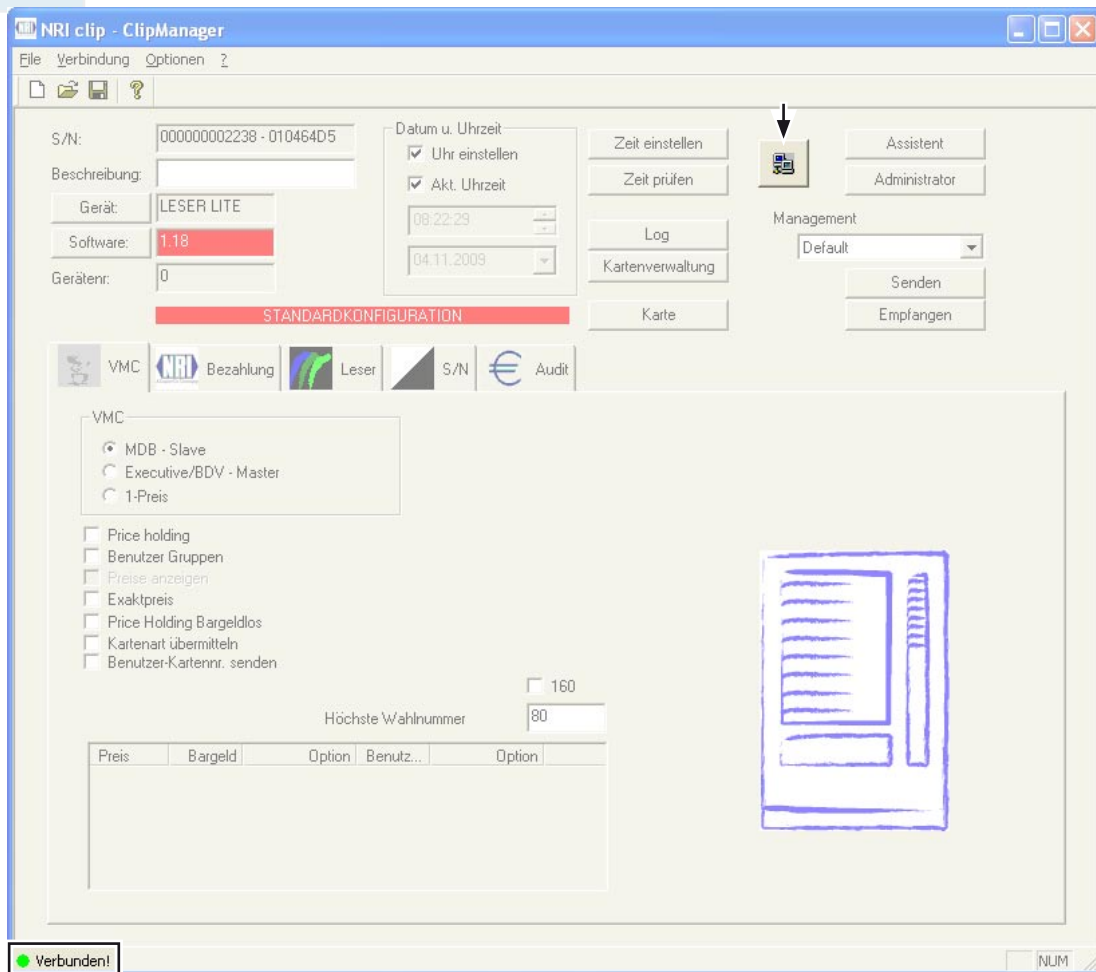 NRI clip - ClipManager
File Verbindung Optionen ?
S/N: 000000002238 - 010464D5
Beschreibung:
Gerät: LESER LITE
Software: 1.18
Gerätenr: 0
STANDARDKONFIGURATION
Datum u. Uhrzeit
Uhr einstellen
Akt. Uhrzeit
08:22:29
04.11.2009
Zeit einstellen
Zeit prüfen
Log
Kartenverwaltung
Karte
Assistent
Administrator
Management
Default
Senden
Empfangen
VMC NRI Bezahlung Leser S/N € Audit
VMC
MDB - Slave
Executive/BDV - Master
1-Preis
Price holding
Benutzer Gruppen
Preise anzeigen
Exaktpreis
Price Holding Bargeldlos
Kartenart übermitteln
Benutzer-Kartennr. senden
160
Höchste Wahlnummer 80
Preis Bargeld Option Benutz... Option
Verbunden! NUM